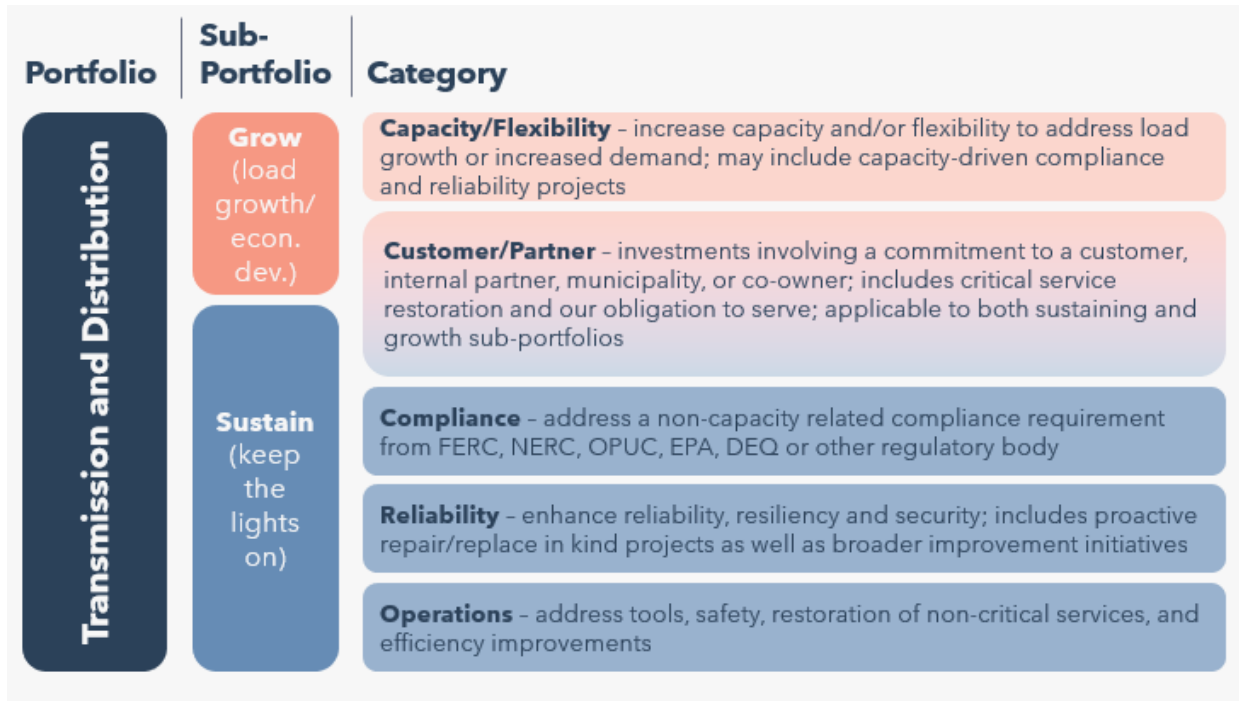 Portfolio
Sub-
Portfolio
Category
Transmission and Distribution
Grow
(load
growth/
econ.
dev.)
Sustain
(keep
the
lights
on)
Capacity/Flexibility – increase capacity and/or flexibility to address load
growth or increased demand; may include capacity-driven compliance
and reliability projects
Customer/Partner – investments involving a commitment to a customer,
internal partner, municipality, or co-owner; includes critical service
restoration and our obligation to serve; applicable to both sustaining and
growth sub-portfolios
Compliance – address a non-capacity related compliance requirement
from FERC, NERC, OPUC, EPA, DEQ or other regulatory body
Reliability – enhance reliability, resiliency and security; includes proactive
repair/replace in kind projects as well as broader improvement initiatives
Operations – address tools, safety, restoration of non-critical services, and
efficiency improvements